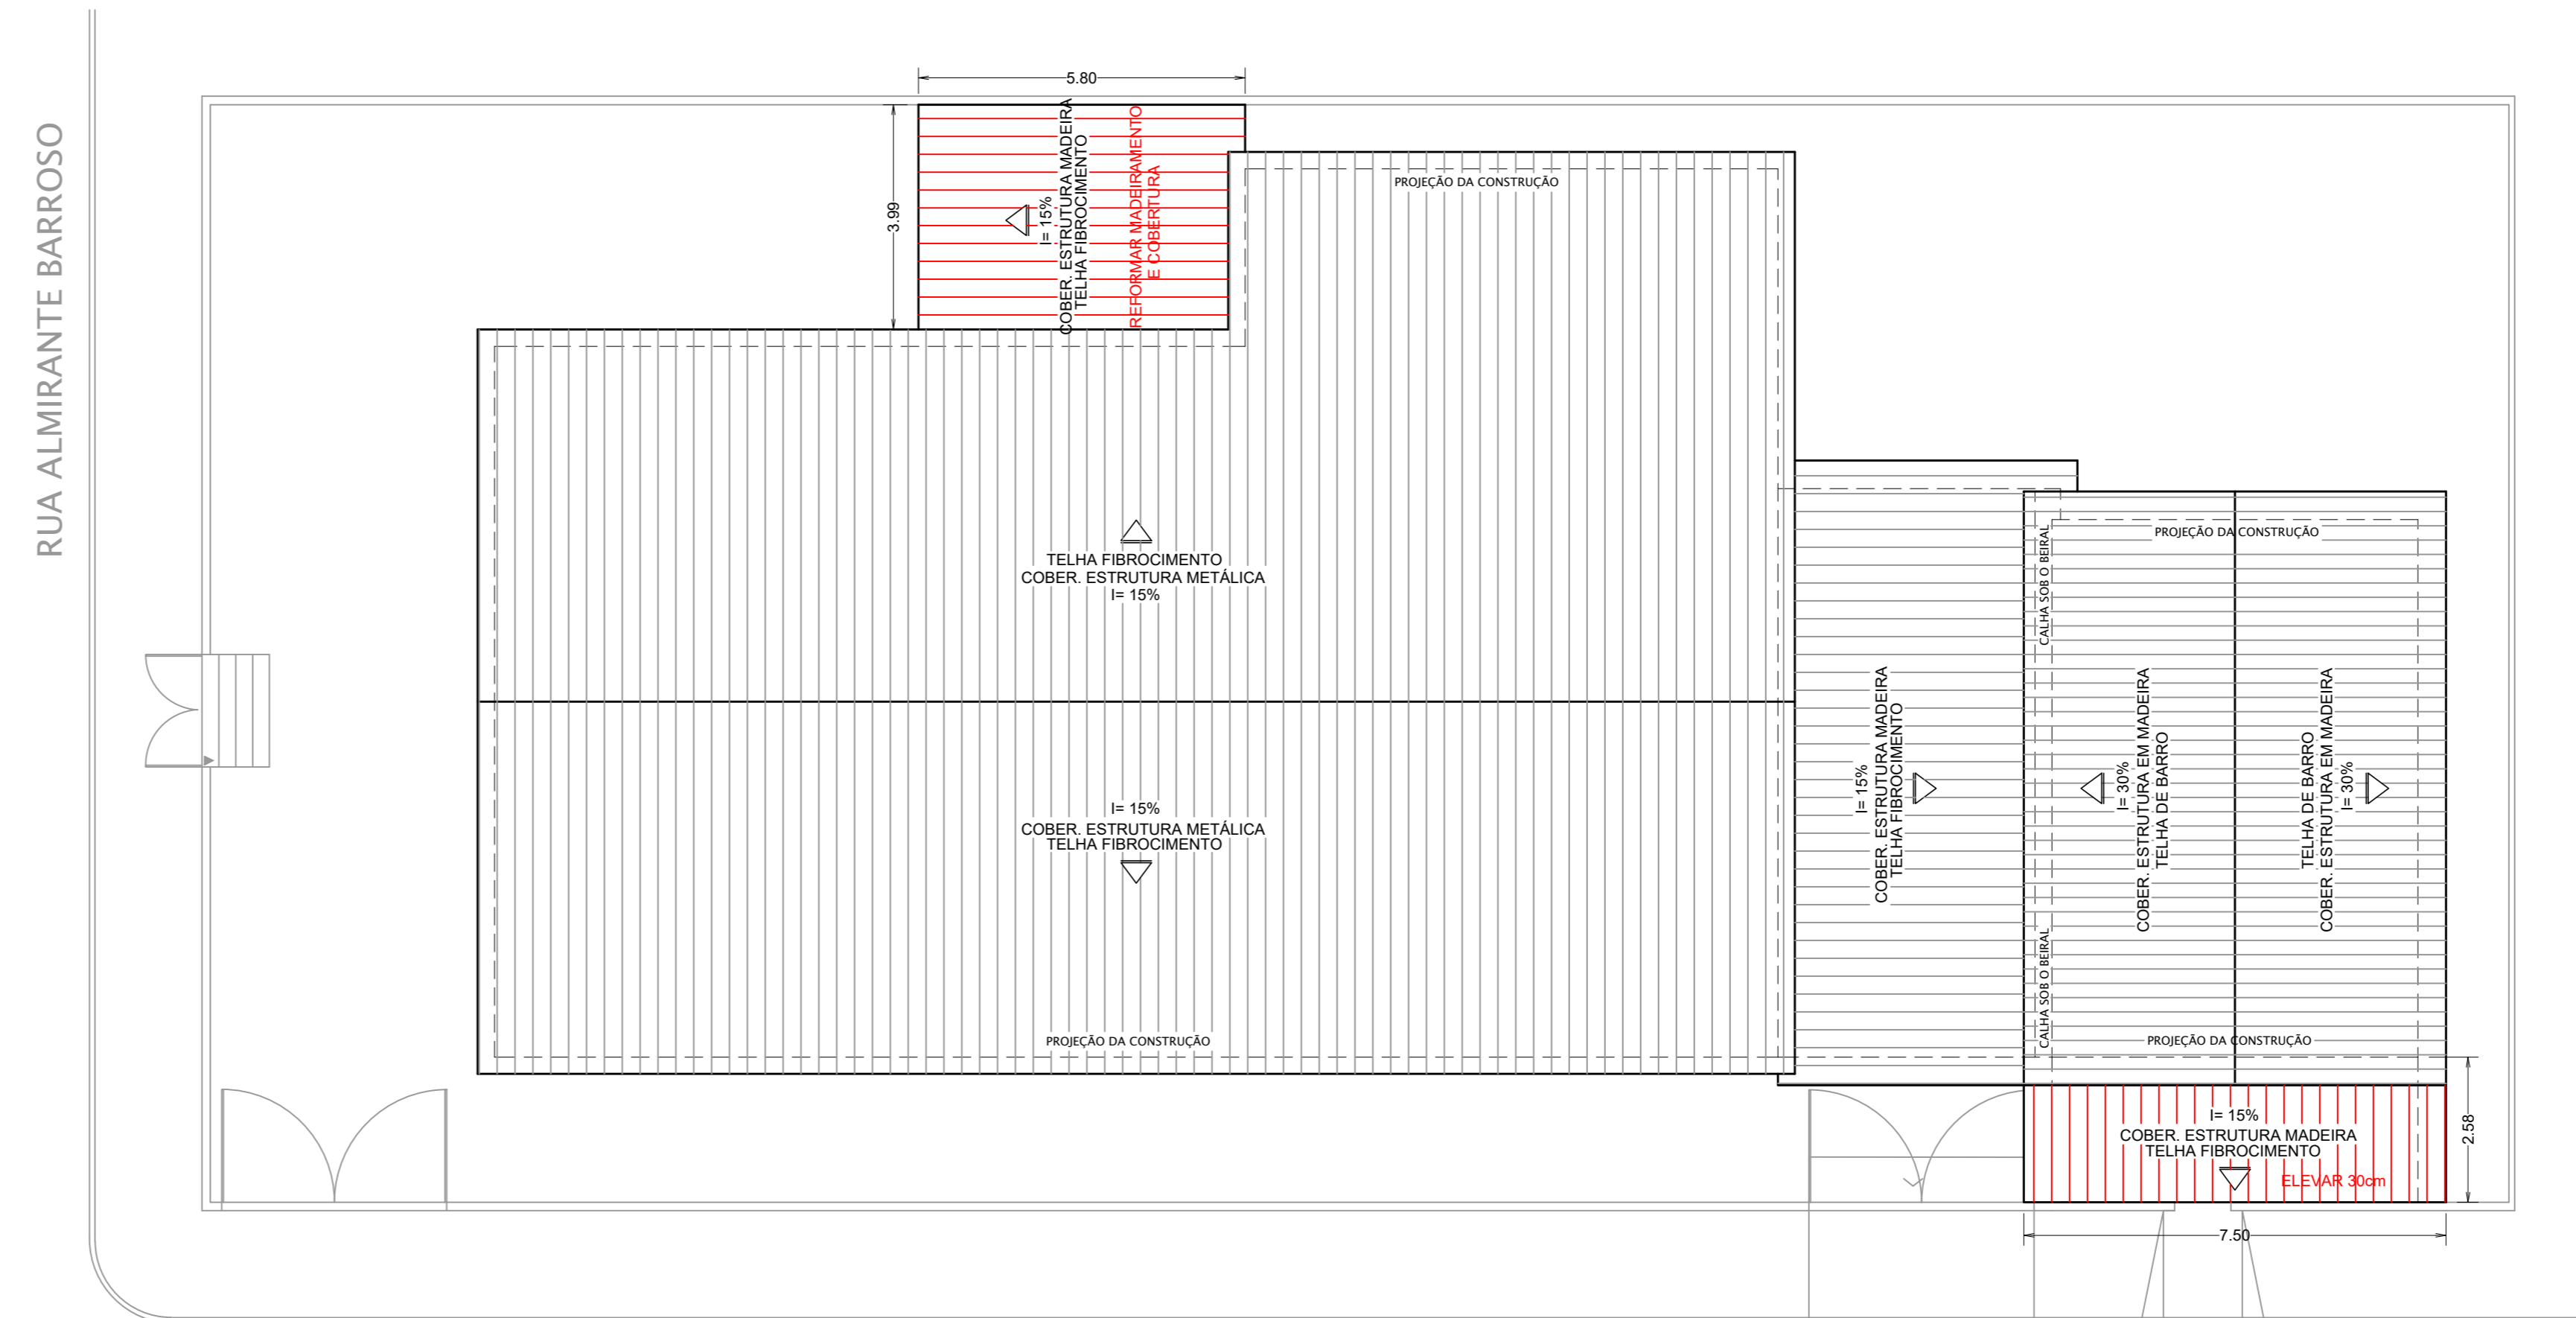 RUA ALMIRANTE BARROSO
5.80
3.99
I= 15%
COBER. ESTRUTURA MADEIRA
TELHA FIBROCIMENTO
REFORMAR MADEIRAMENTO
E COBERTURA
PROJEÇÃO DA CONSTRUÇÃO
TELHA FIBROCIMENTO
COBER. ESTRUTURA METÁLICA
I= 15%
I= 15%
COBER. ESTRUTURA METÁLICA
TELHA FIBROCIMENTO
PROJEÇÃO DA CONSTRUÇÃO
I= 15%
COBER. ESTRUTURA MADEIRA
TELHA FIBROCIMENTO
CALHA SOB O BEIRAL
CALHA SOB O BEIRAL
PROJEÇÃO DA CONSTRUÇÃO
I= 30%
COBER. ESTRUTURA EM MADEIRA
TELHA DE BARRO
TELHA DE BARRO
COBER. ESTRUTURA EM MADEIRA
I= 30%
PROJEÇÃO DA CONSTRUÇÃO
I= 15%
COBER. ESTRUTURA MADEIRA
TELHA FIBROCIMENTO
ELEVAR 30cm
2.58
7.50